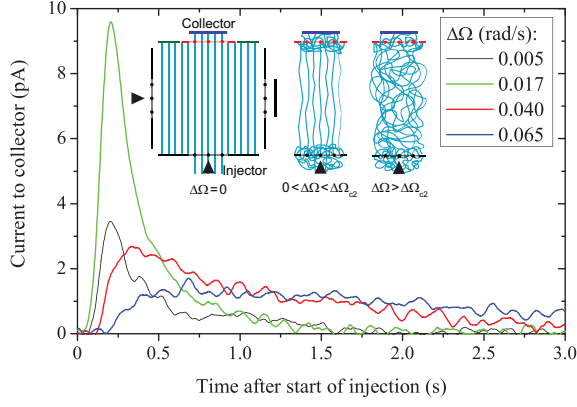 Collector
Injector
ΔΩ = 0
0 < ΔΩ < ΔΩc2
ΔΩ > ΔΩc2
ΔΩ (rad/s):
0.005
0.017
0.040
0.065
Current to collector (pA)
10
8
6
4
2
0
0
0.5
1.0
1.5
2.0
2.5
3.0
Time after start of injection (s)